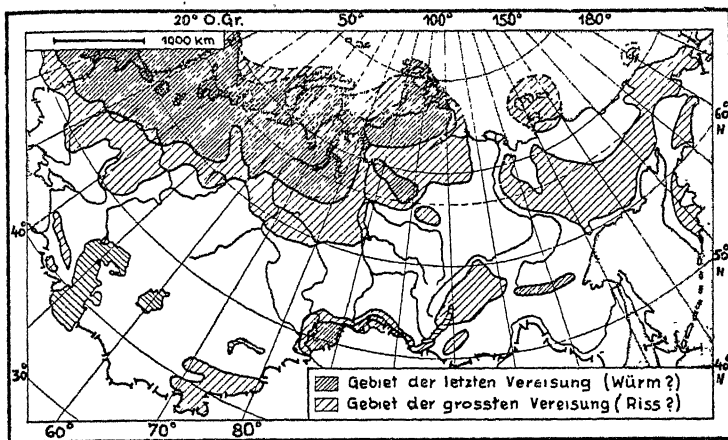 20° O.Gr. 50° 100° 150° 180°
1000 km
60°
N
40°
50°
N
30°
40°
N
Gebiet der letzten Vereisung (Würm?)
Gebiet der grossten Vereisung (Riss?)
60° 70° 80°